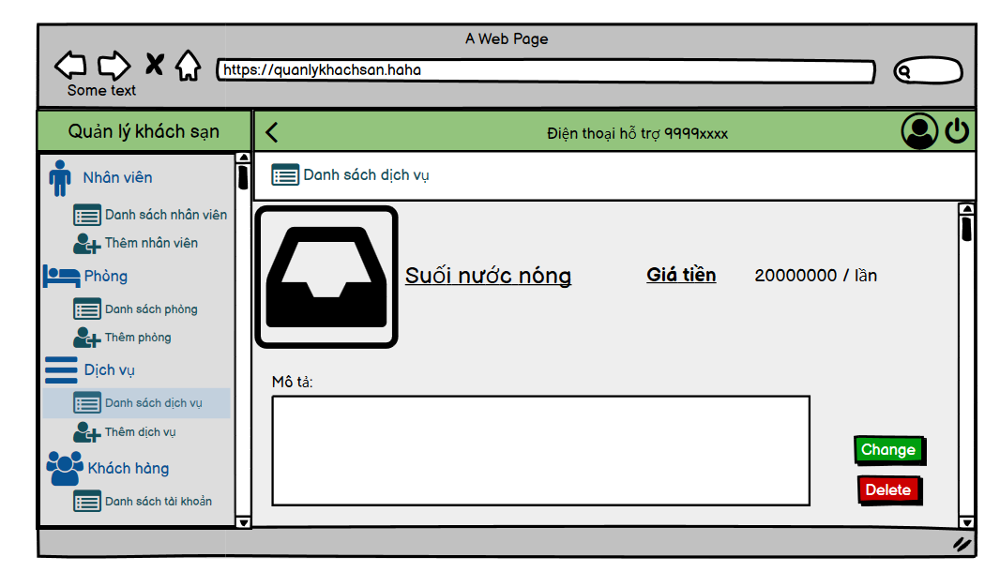 A Web Page
https://quanlykhachsan.haha
Some text
Quản lý khách sạn
Điện thoại hỗ trợ 9999xxxx
Nhân viên
Danh sách nhân viên
Thêm nhân viên
Phòng
Danh sách phòng
Thêm phòng
Dịch vụ
Danh sách dịch vụ
Thêm dịch vụ
Khách hàng
Danh sách tài khoản
Danh sách dịch vụ
Suối nước nóng
Giá tiền
20000000 / lần
Mô tả:
Change
Delete